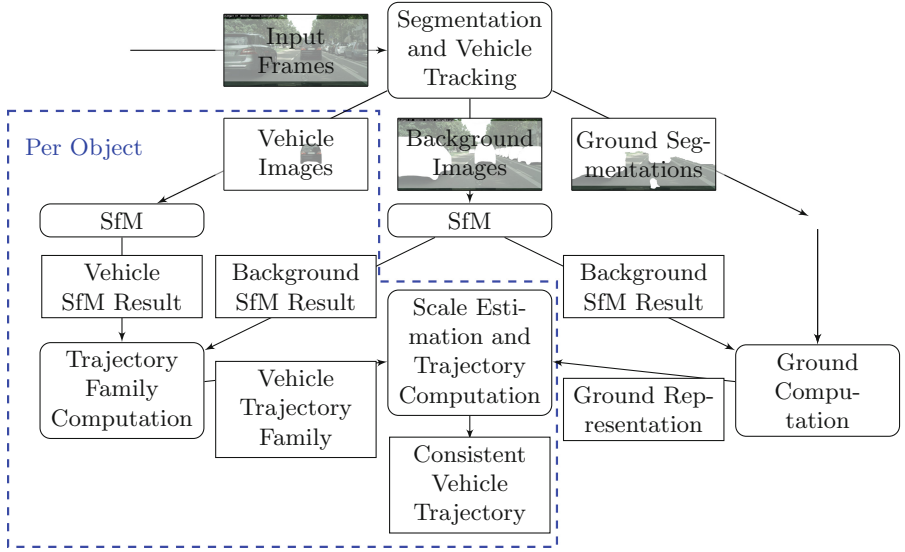 Input
Frames
Segmentation
and Vehicle
Tracking
Per Object
Vehicle
Images
Background
Images
Ground Seg-
mentations
SfM
SfM
Vehicle
SfM Result
Background
SfM Result
Background
SfM Result
Trajectory
Family
Computation
Vehicle
Trajectory
Family
Scale Esti-
mation and
Trajectory
Computation
Ground Rep-
resentation
Ground
Compu-
tation
Consistent
Vehicle
Trajectory